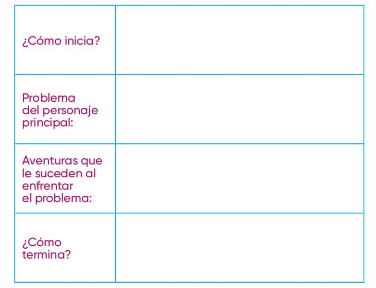 ¿Cómo inicia?
Problema
del personaje
principal:
Aventuras que
le suceden al
enfrentar
el problema:
¿Cómo
termina?